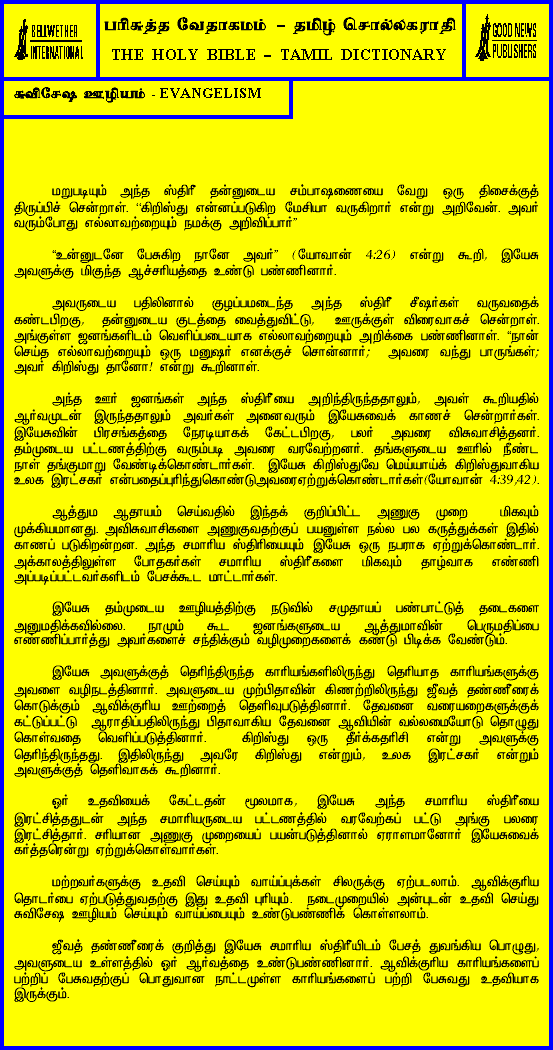 BELLWETHER
INTERNATIONAL
பரிசுத்த வேதாகமம் – தமிழ் சொல்லகராதி
THE HOLY BIBLE – TAMIL DICTIONARY
GOOD NEWS
PUBLISHERS
சுவிசேஷ ஊழியம் - EVANGELISM
மறுபடியும் அந்த ஸ்திரீ தன்னுடைய சம்பாஷணையை வேறு ஒரு திசைக்குத்
திருப்பிச் சென்றாள். “கிறிஸ்து என்னப்படுகிற மேசியா வருகிறார் என்று அறிவேன். அவர்
வரும்போது எல்லாவற்றையும் நமக்கு அறிவிப்பார்”
“உன்னுடனே பேசுகிற நானே அவர்” (யோவான் 4:26) என்று கூறி, இயேசு
அவளுக்கு மிகுந்த ஆச்சரியத்தை உண்டு பண்ணினார்.
அவருடைய பதிலினால் குழப்பமடைந்த அந்த ஸ்திரீ சீஷர்கள் வருவதைக்
கண்டபிறகு, தன்னுடைய குடத்தை வைத்துவிட்டு, ஊருக்குள் விரைவாகச் சென்றாள்.
அங்குள்ள ஜனங்களிடம் வெளிப்படையாக எல்லாவற்றையும் அறிக்கை பண்ணினாள். “நான்
செய்த எல்லாவற்றையும் ஒரு மனுஷர் எனக்குச் சொன்னார்; அவரை வந்து பாருங்கள்;
அவர் கிறிஸ்து தானோ! என்று கூறினாள்.
அந்த ஊர் ஜனங்கள் அந்த ஸ்திரீயை அறிந்திருந்ததாலும், அவள் கூறியதில்
ஆர்வமுடன் இருந்ததாலும் அவர்கள் அனைவரும் இயேசுவைக் காணச் சென்றார்கள்.
இயேசுவின் பிரசங்கத்தை நேரடியாகக் கேட்டபிறகு, பலர் அவரை விசுவாசித்தனர்.
தம்முடைய பட்டணத்திற்கு வரும்படி அவரை வரவேற்றனர். தங்களுடைய ஊரில் நீண்ட
நாள் தங்குமாறு வேண்டிக்கொண்டார்கள். இயேசு கிறிஸ்துவே மெய்யாய்க் கிறிஸ்துவாகிய
உலக இரட்சகர் என்பதைப்புரிந்துகொண்டுஅவரைஏற்றுக்கொண்டார்கள்(யோவான் 4:39,42).
ஆத்தும ஆதாயம் செய்வதில் இந்தக் குறிப்பிட்ட அணுகு முறை மிகவும்
முக்கியமானது. அவிசுவாசிகளை அணுகுவதற்குப் பயனுள்ள நல்ல பல கருத்துக்கள் இதில்
காணப் படுகிறன்றன. அந்த சமாரிய ஸ்திரியையும் இயேசு ஒரு நபராக ஏற்றுக்கொண்டார்.
அக்காலத்திலுள்ள போதகர்கள் சமாரிய ஸ்திரீகளை மிகவும் தாழ்வாக எண்ணி
அப்படிப்பட்டவர்களிடம் பேசக்கூட மாட்டார்கள்.
இயேசு தம்முடைய ஊழியத்திற்கு நடுவில் சமுதாயப் பண்பாட்டுத் தடைகளை
அனுமதிக்கவில்லை. நாமும் கூட ஜனங்களுடைய ஆத்துமாவின் பெருமதிப்பை
எண்ணிப்பார்த்து அவர்களைச் சந்திக்கும் வழிமுறைகளைக் கண்டு பிடிக்க வேண்டும்.
இயேசு அவளுக்குத் தெரிந்திருந்த காரியங்களிலிருந்து தெரியாத காரியங்களுக்கு
அவளை வழிநடத்தினார். அவளுடைய முற்பிதாவின் கிணற்றிலிருந்து ஜீவத் தண்ணீரைக்
கொடுக்கும் ஆவிக்குரிய ஊற்றைத் தெளிவுபடுத்தினார். தேவனை வரையறைகளுக்குக்
கட்டுப்பட்டு ஆராதிப்பதிலிருந்து பிதாவாகிய தேவனை ஆவியின் வல்லமையோடு தொழுது
கொள்வதை வெளிப்படுத்தினார். கிறிஸ்து ஒரு தீர்க்கதரிசி என்று அவளுக்கு
தெரிந்திருந்தது. இதிலிருந்து அவரே கிறிஸ்து என்றும், உலக இரட்சகர் என்றும்
அவளுக்குத் தெளிவாகக் கூறினார்.
ஓர் உதவியைக் கேட்டதன் மூலமாக, இயேசு அந்த சமாரிய ஸ்திரீயை
இரட்சித்ததுடன் அந்த சமாரியருடைய பட்டணத்தில் வரவேற்கப் பட்டு அங்கு பலரை
இரட்சித்தார். சரியான அணுகு முறையைப் பயன்படுத்தினால் ஏராளமானோர் இயேசுவைக்
கர்த்தரென்று ஏற்றுக்கொள்வார்கள்.
மற்றவர்களுக்கு உதவி செய்யும் வாய்ப்புக்கள் சிலருக்கு ஏற்படலாம். ஆவிக்குரிய
தொடர்பை ஏற்படுத்துவதற்கு இது உதவி புரியும். நடைமுறையில் அன்புடன் உதவி செய்து
சுவிசேஷ ஊழியம் செய்யும் வாய்ப்பையும் உண்டுபண்ணிக் கொள்ளலாம்.
ஜீவத் தண்ணீரைக் குறித்து இயேசு சமாரிய ஸ்திரீயிடம் பேசத் துவங்கிய பொழுது,
அவளுடைய உள்ளத்தில் ஓர் ஆர்வத்தை உண்டுபண்ணினார். ஆவிக்குரிய காரியங்களைப்
பற்றிப் பேசுவதற்குப் பொதுவான நாட்டமுள்ள காரியங்களைப் பற்றி பேசுவது உதவியாக
இருக்கும்.